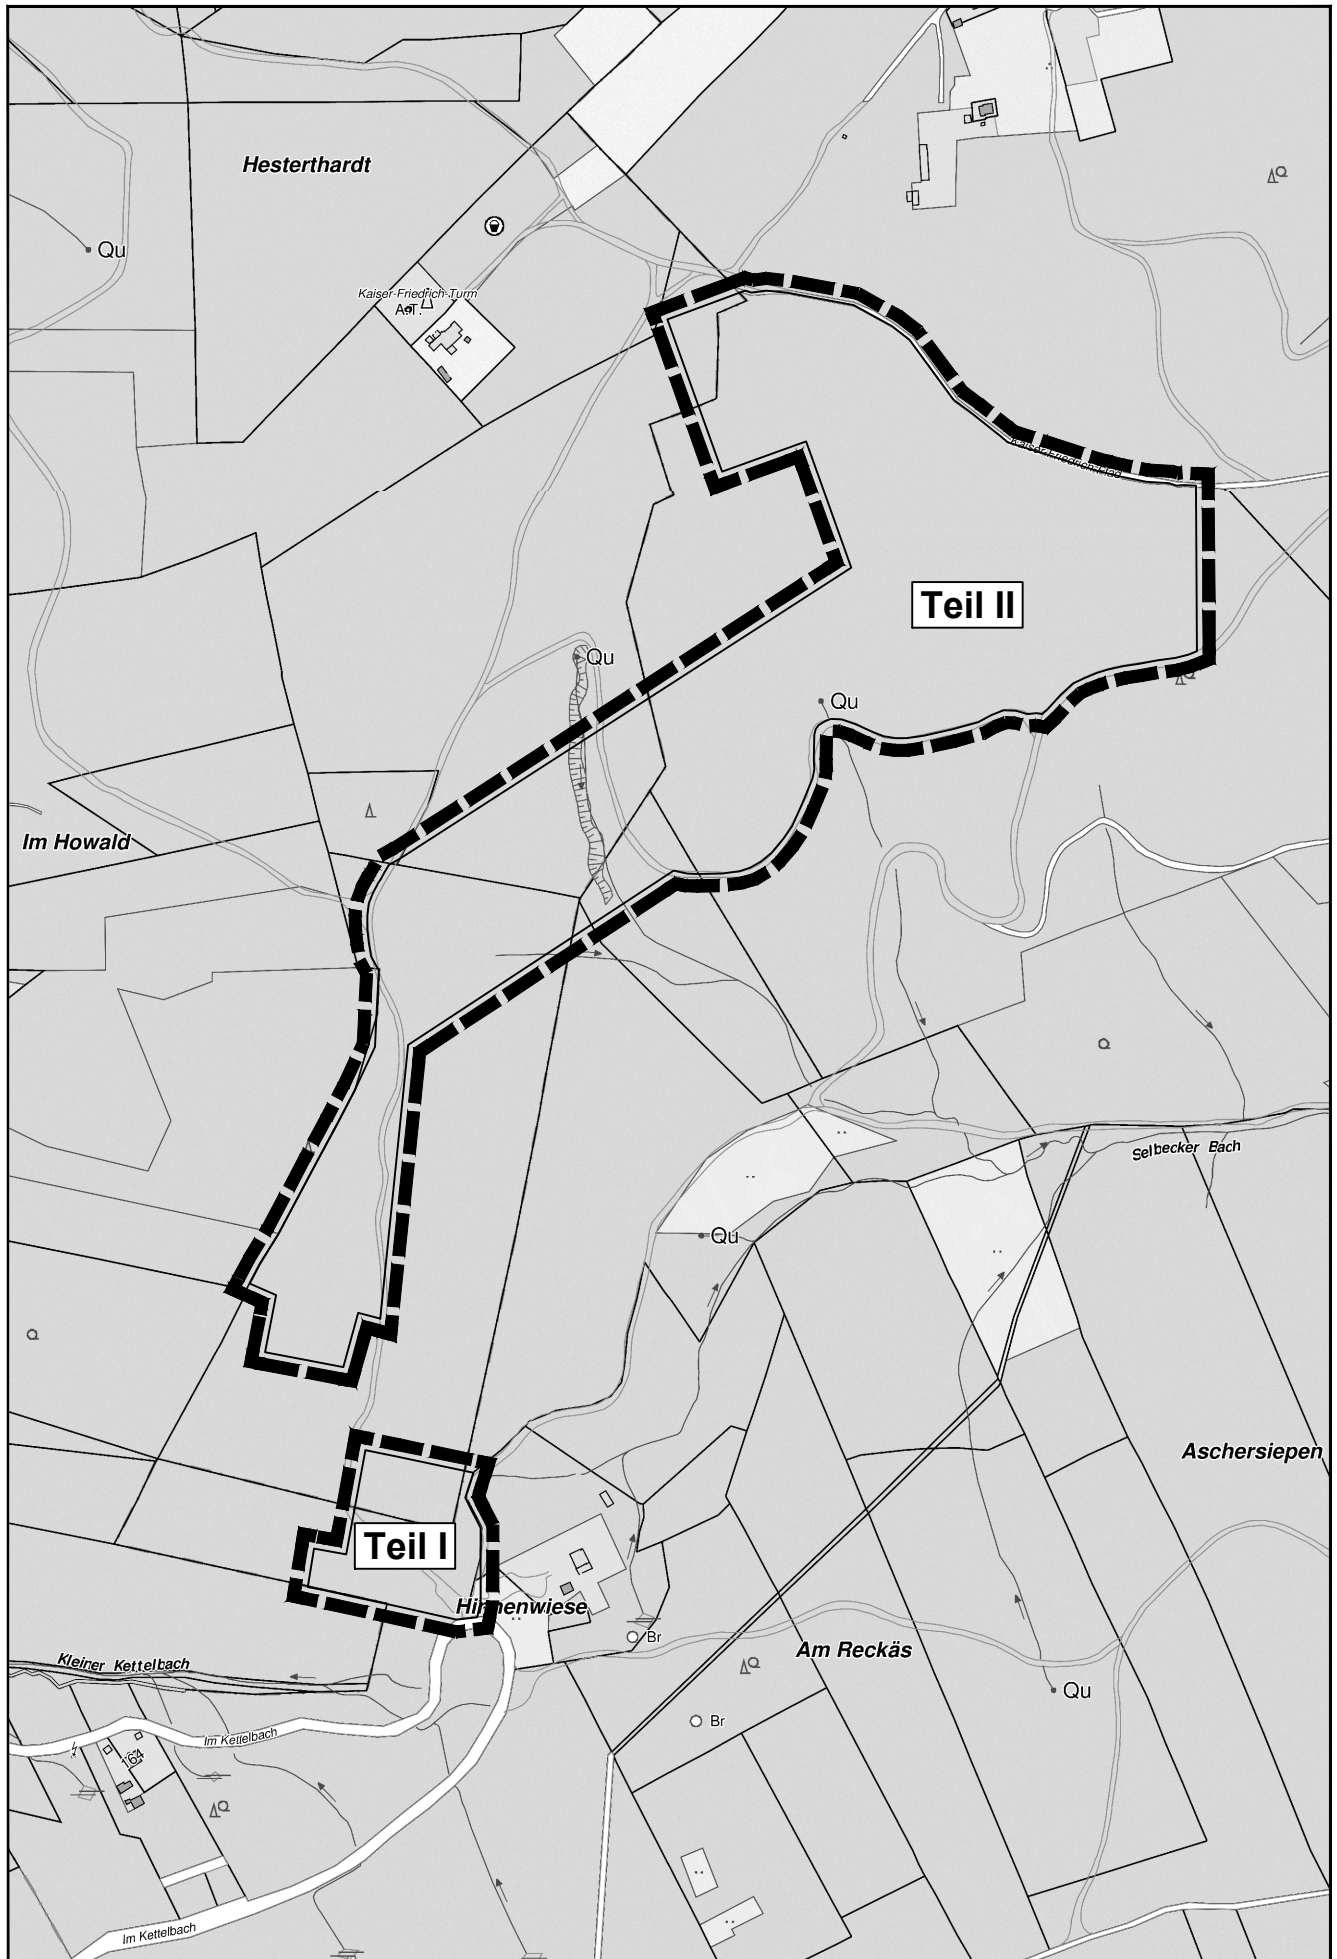 Hesterthardt
Qu
Kaiser-Friedrich-Turm
A.T.
Teil II
Qu
Qu
Im Howald
Selbecker Bach
Qu
Aschersiepen
Teil I
Hinnenwiese
Br
Am Reckäs
Kleiner Kettelbach
Qu
Br
Im Kettelbach
164
Im Kettelbach